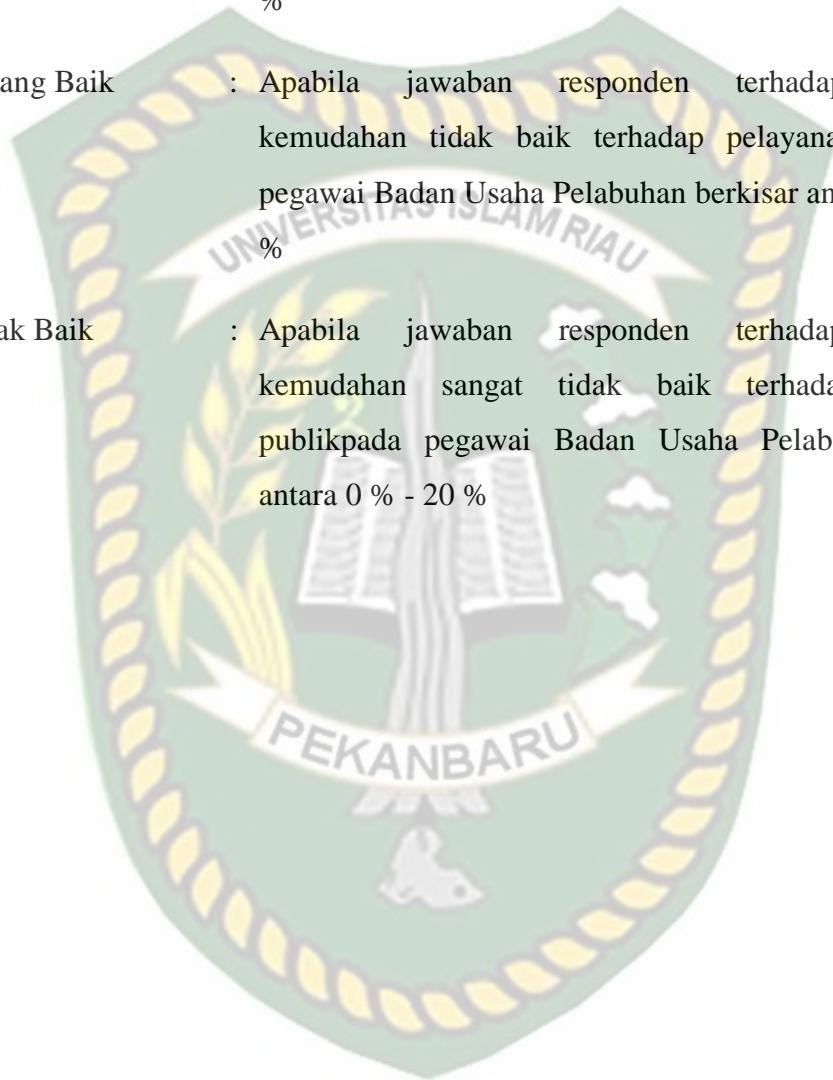 %
ang Baik : Apabila jawaban responden terhadap
kemudahan tidak baik terhadap pelayana
pegawai Badan Usaha Pelabuhan berkisar an
%
ak Baik : Apabila jawaban responden terhadap
kemudahan sangat tidak baik terhada
publikpada pegawai Badan Usaha Pelab
antara 0 % - 20 %
UNIVERSITAS ISLAM RIAU
PEKANBARU